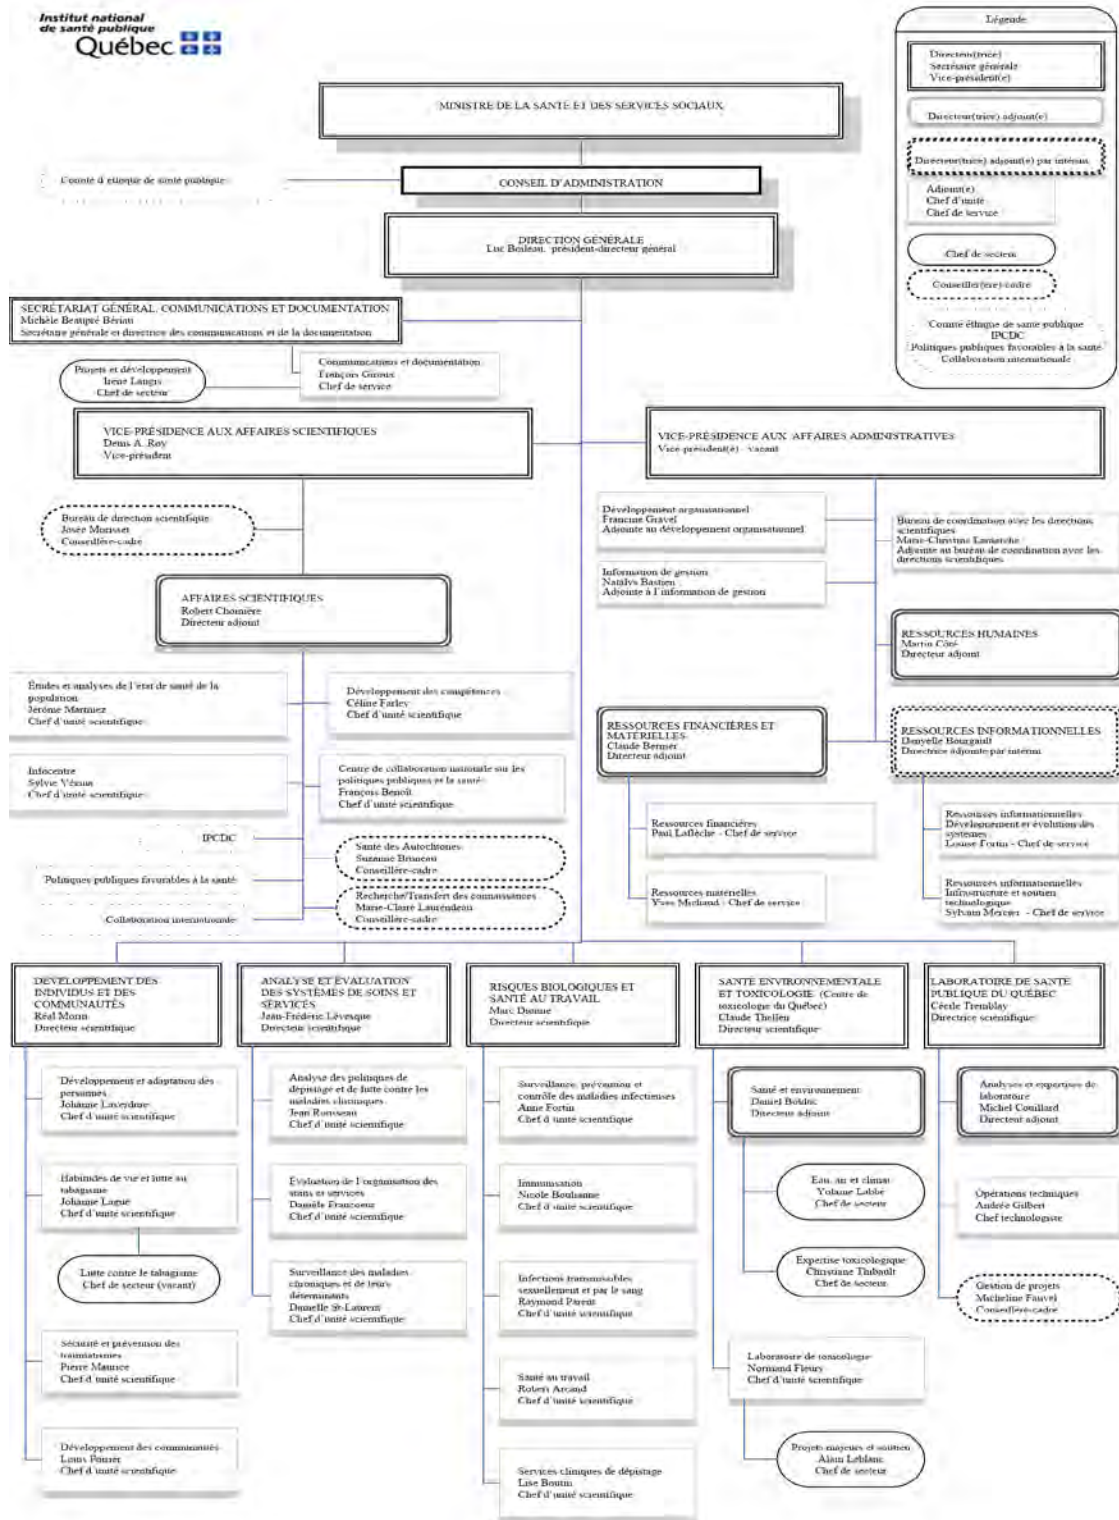 Institut national
de santé publique
Québec
Légende
Directeur(trice)
Secrétaire générale
Vice-président(e)
Directeur(trice) adjoint(e)
Directeur(trice) adjoint(e) par intérim
Adjoint(e)
Chef d'unité
Chef de service
Chef de secteur
Conseiller(ère)-cadre
Comité éthique de santé publique
IPCDC
Politiques publiques favorables à la santé
Collaboration internationale
MINISTRE DE LA SANTÉ ET DES SERVICES SOCIAUX
Comité d'éthique de santé publique
CONSEIL D'ADMINISTRATION
DIRECTION GÉNÉRALE
Luc Boileau, président-directeur général
SECRÉTARIAT GÉNÉRAL, COMMUNICATIONS ET DOCUMENTATION
Michèle Beaupré Bériau
Secrétaire générale et directrice des communications et de la documentation
Projets et développement
Irène Langis
Chef de secteur
Communications et documentation
François Giroux
Chef de service
VICE-PRÉSIDENCE AUX AFFAIRES SCIENTIFIQUES
Denis A. Roy
Vice-président
VICE-PRÉSIDENCE AUX AFFAIRES ADMINISTRATIVES
Vice-président(e) - vacant
Bureau de direction scientifique
Josée Morisset
Conseillère-cadre
Développement organisationnel
Francine Gravel
Adjointe au développement organisationnel
Bureau de coordination avec les directions
scientifiques
Marie-Christine Lamarche
Adjointe au bureau de coordination avec les
directions scientifiques
Information de gestion
Natalys Bastien
Adjointe à l'information de gestion
AFFAIRES SCIENTIFIQUES
Robert Choinière
Directeur adjoint
RESSOURCES HUMAINES
Martin Côté
Directeur adjoint
Études et analyses de l'état de santé de la
population
Jérôme Martinez
Chef d'unité scientifique
Développement des compétences
Céline Farley
Chef d'unité scientifique
RESSOURCES FINANCIÈRES ET
MATÉRIELLES
Claude Bernier
Directeur adjoint
RESSOURCES INFORMATIONNELLES
Danyelle Bourgault
Directrice adjointe par intérim
Infocentre
Sylvie Vézina
Chef d'unité scientifique
Centre de collaboration nationale sur les
politiques publiques et la santé
François Benoit
Chef d'unité scientifique
IPCDC
Politiques publiques favorables à la santé
Collaboration internationale
Santé des Autochtones
Suzanne Bruneau
Conseillère-cadre
Recherche/Transfert des connaissances
Marie-Claire Laurendeau
Conseillère-cadre
Ressources financières
Paul Laflèche - Chef de service
Ressources matérielles
Yves Michaud - Chef de service
Ressources informationnelles
Développement et évolution des
systèmes
Louise Fortin - Chef de service
Ressources informationnelles
Infrastructure et soutien
technologique
Sylvain Mercier - Chef de service
DÉVELOPPEMENT DES
INDIVIDUS ET DES
COMMUNAUTÉS
Réal Morin
Directeur scientifique
ANALYSE ET ÉVALUATION
DES SYSTÈMES DE SOINS ET
SERVICES
Jean-Frédéric Lévesque
Directeur scientifique
RISQUES BIOLOGIQUES ET
SANTÉ AU TRAVAIL
Marc Dionne
Directeur scientifique
SANTÉ ENVIRONNEMENTALE
ET TOXICOLOGIE (Centre de
toxicologie du Québec)
Claude Thellen
Directeur scientifique
LABORATOIRE DE SANTÉ
PUBLIQUE DU QUÉBEC
Cécile Tremblay
Directrice scientifique
Développement et adaptation des
personnes
Johanne Laverdure
Chef d'unité scientifique
Habitudes de vie et lutte au
tabagisme
Johanne Laguë
Chef d'unité scientifique
Lutte contre le tabagisme
Chef de secteur (vacant)
Sécurité et prévention des
traumatismes
Pierre Maurice
Chef d'unité scientifique
Développement des communautés
Louis Poirier
Chef d'unité scientifique
Analyse des politiques de
dépistage et de lutte contre les
maladies chroniques
Jean Rousseau
Chef d'unité scientifique
Évaluation de l'organisation des
soins et services
Danièle Francoeur
Chef d'unité scientifique
Surveillance des maladies
chroniques et de leurs
déterminants
Danielle St-Laurent
Chef d'unité scientifique
Surveillance, prévention et
contrôle des maladies infectieuses
Anne Fortin
Chef d'unité scientifique
Immunisation
Nicole Boulianne
Chef d'unité scientifique
Infections transmissibles
sexuellement et par le sang
Raymond Parent
Chef d'unité scientifique
Santé au travail
Robert Arcand
Chef d'unité scientifique
Services cliniques de dépistage
Lise Boutin
Chef d'unité scientifique
Santé et environnement
Daniel Bolduc
Directeur adjoint
Eau, air et climat
Yolaine Labbé
Chef de secteur
Expertise toxicologique
Christiane Thibault
Chef de secteur
Laboratoire de toxicologie
Normand Fleury
Chef d'unité scientifique
Projets majeurs et soutien
Alain Leblanc
Chef de secteur
Analyses et expertises de
laboratoire
Michel Couillard
Directeur adjoint
Opérations techniques
Andrée Gilbert
Chef technologiste
Gestion de projets
Micheline Fauvel
Conseillère-cadre